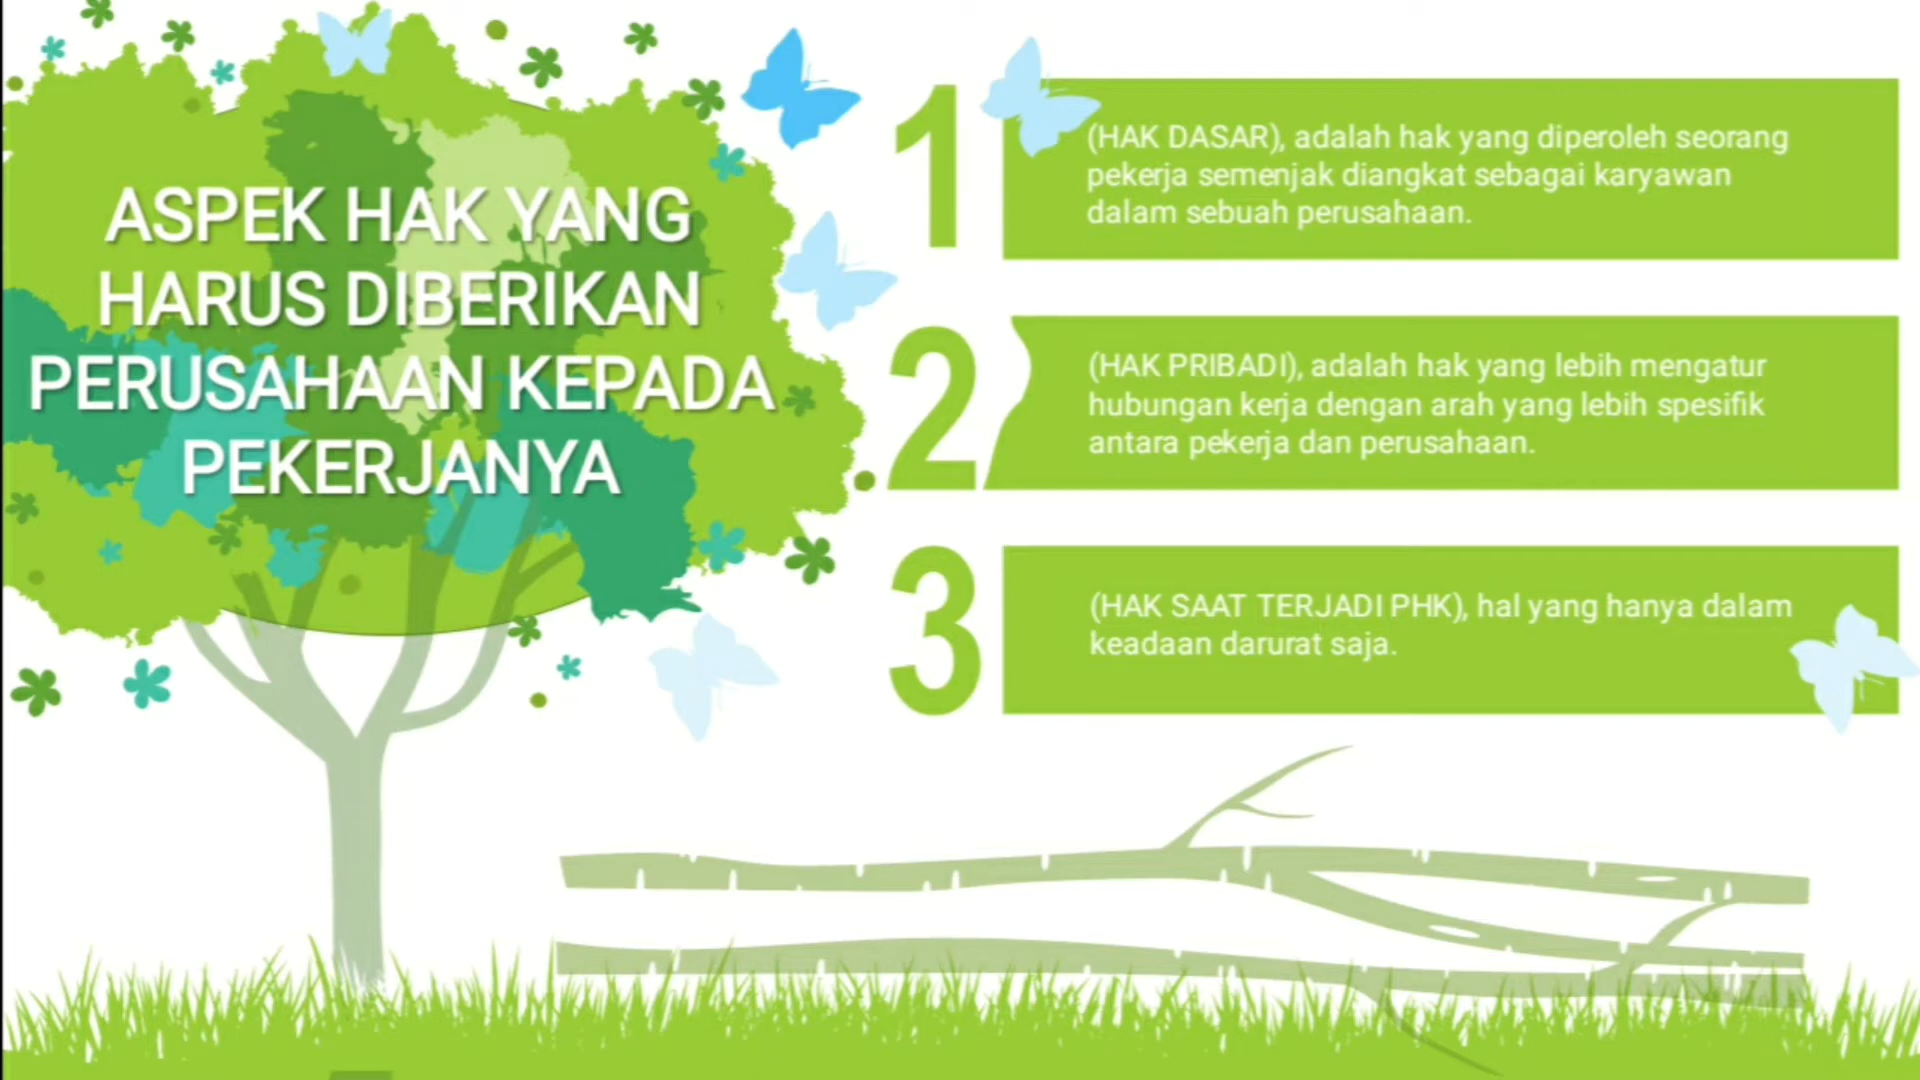 ASPEK HAK YANG
HARUS DIBERIKAN
PERUSAHAAN KEPADA
PEKERJANYA
1
(HAK DASAR), adalah hak yang diperoleh seorang
pekerja semenjak diangkat sebagai karyawan
dalam sebuah perusahaan.
2
(HAK PRIBADI), adalah hak yang lebih mengatur
hubungan kerja dengan arah yang lebih spesifik
antara pekerja dan perusahaan.
3
(HAK SAAT TERJADI PHK), hal yang hanya dalam
keadaan darurat saja.